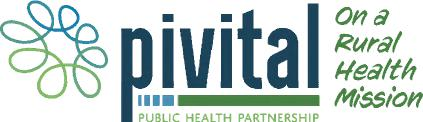 pivital
PUBLIC HEALTH PARTNERSHIP
On a
Rural
Health
Mission